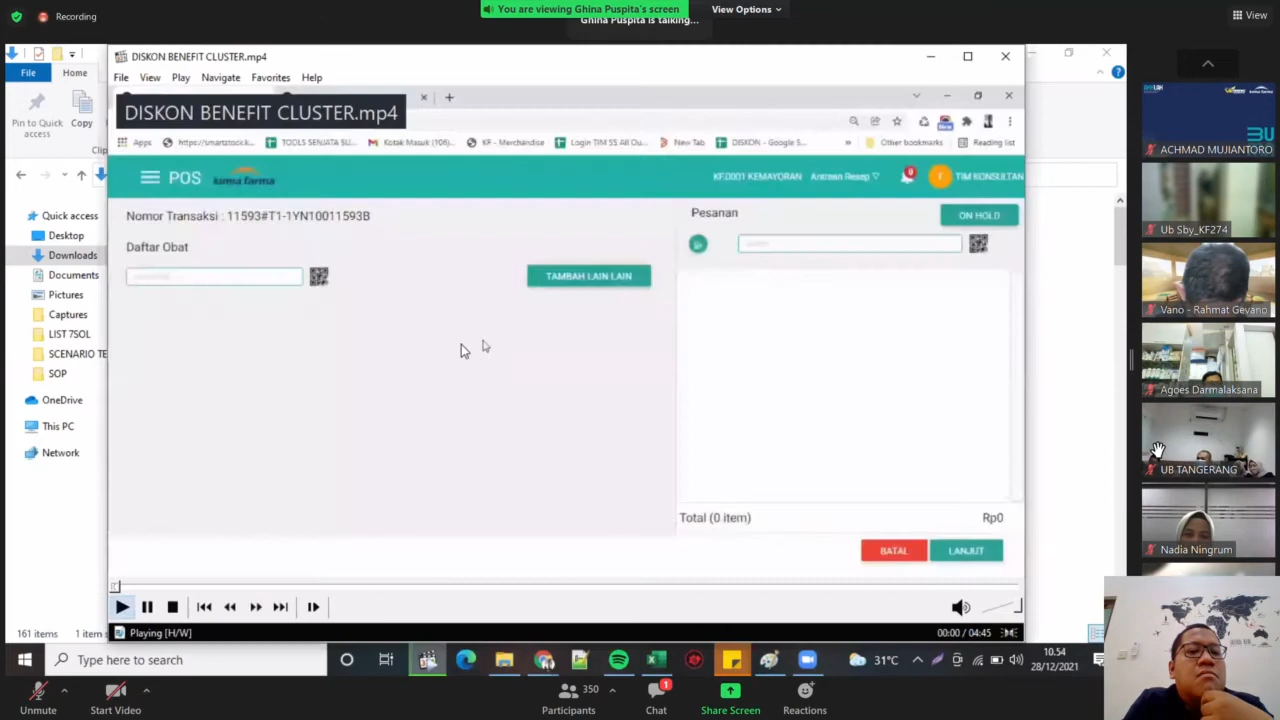 You are viewing Ghina Puspita's screen
View Options
Recording
Ghina Puspita is talking...
View
DISKON BENEFIT CLUSTER.mp4
File
Home
File View Play Navigate Favorites Help
DISKON BENEFIT CLUSTER.mp4
Pin to Quick access
Copy
Clip
Apps
https://smartstock.k...
TOOLS SENJATA SU...
Kotak Masuk (106)...
KF - Merchandise
Login TIM SS All Ou...
New Tab
DISKON - Google S...
Other bookmarks
Reading list
POS
kimia farma
KF.0001 KEMAYORAN
Antrean Resep
TIM KONSULTAN
Nomor Transaksi : 11593#T1-1YN10011593B
Pesanan
ON HOLD
Daftar Obat
TAMBAH LAIN LAIN
Quick access
Desktop
Downloads
Documents
Pictures
Captures
LIST 7SOL
SCENARIO TE
SOP
OneDrive
This PC
Network
Total (0 item)
Rp0
BATAL
LANJUT
161 items
1 item s
Playing [H/W]
00:00 / 04:45
ACHMAD MUJIANTORO
Ub Sby_KF274
Vano - Rahmat Gevano
Agoes Darmalaksana
UB TANGERANG
Nadia Ningrum
Type here to search
31°C
10.54
28/12/2021
Unmute
Start Video
350
Participants
1
Chat
Share Screen
Reactions